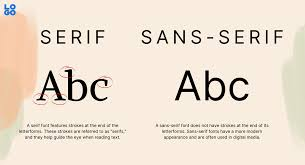 LO
GO
SERIF
SANS-SERIF
Abc
Abc
A serif font features strokes at the end of the
letterforms. These strokes are referred to as "serifs,"
and they help guide the eye when reading text.
A sans-serif font does not have strokes at the end of its
letterforms. Sans-serif fonts have a more modern
appearance and are often used in digital media.